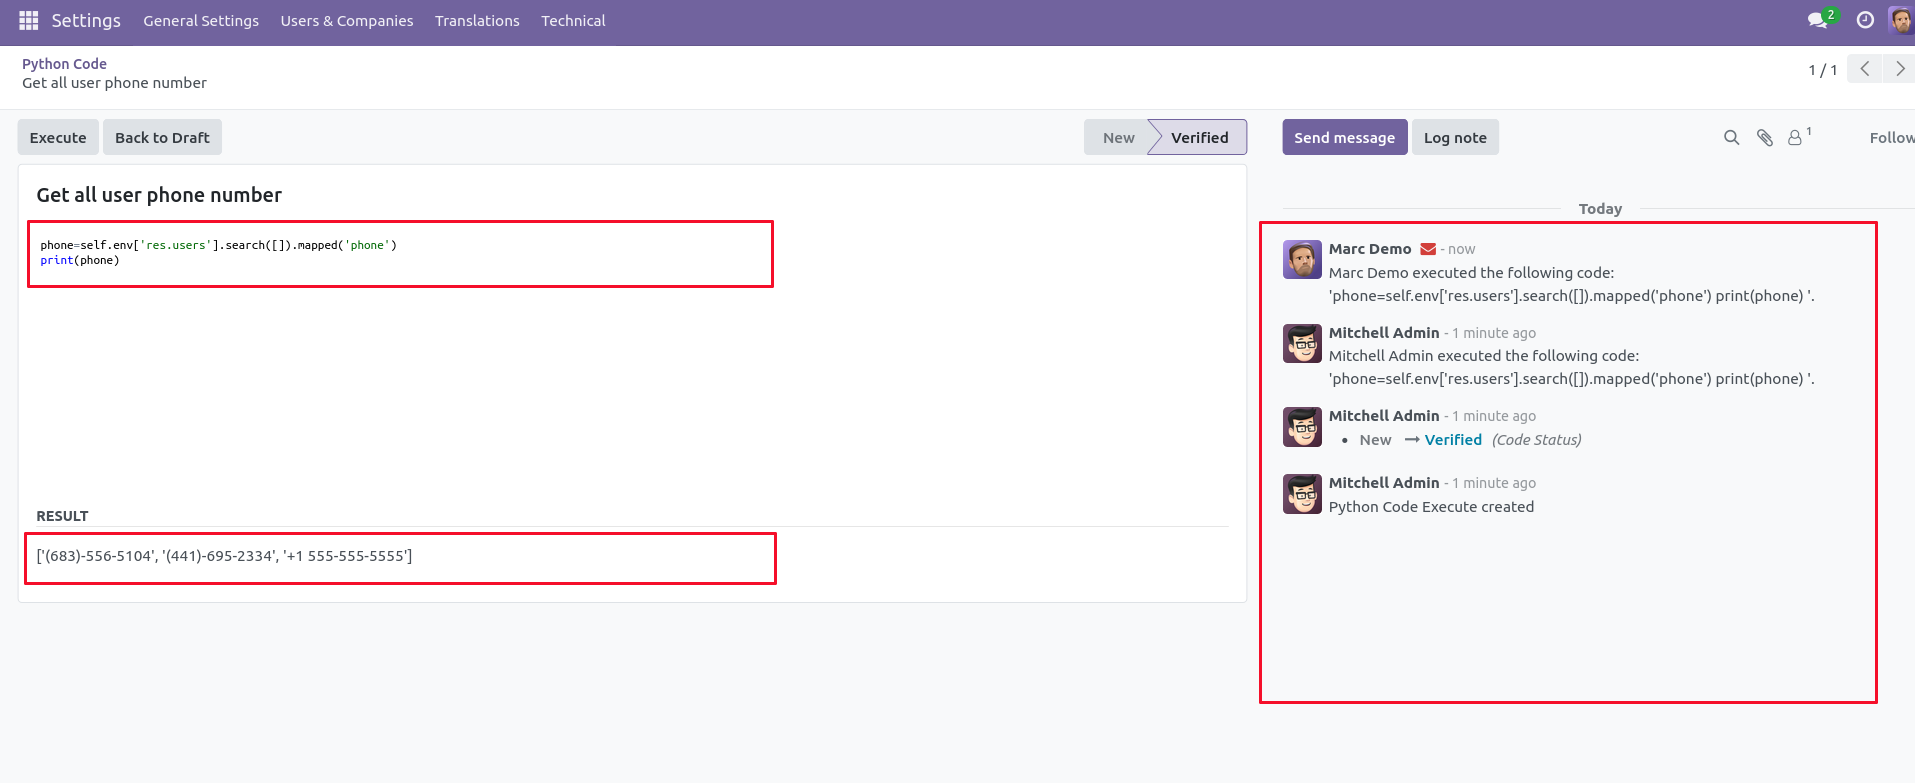 Settings General Settings Users & Companies Translations Technical 2
Python Code
Get all user phone number
1 / 1
Execute Back to Draft New Verified
Send message Log note 1 Follow
Get all user phone number
phone=self.env['res.users'].search([]).mapped('phone')
print(phone)
RESULT
['(683)-556-5104', '(441)-695-2334', '+1 555-555-5555']
Today
Marc Demo - now
Marc Demo executed the following code:
'phone=self.env['res.users'].search([]).mapped('phone') print(phone) '.
Mitchell Admin - 1 minute ago
Mitchell Admin executed the following code:
'phone=self.env['res.users'].search([]).mapped('phone') print(phone) '.
Mitchell Admin - 1 minute ago
• New → Verified (Code Status)
Mitchell Admin - 1 minute ago
Python Code Execute created